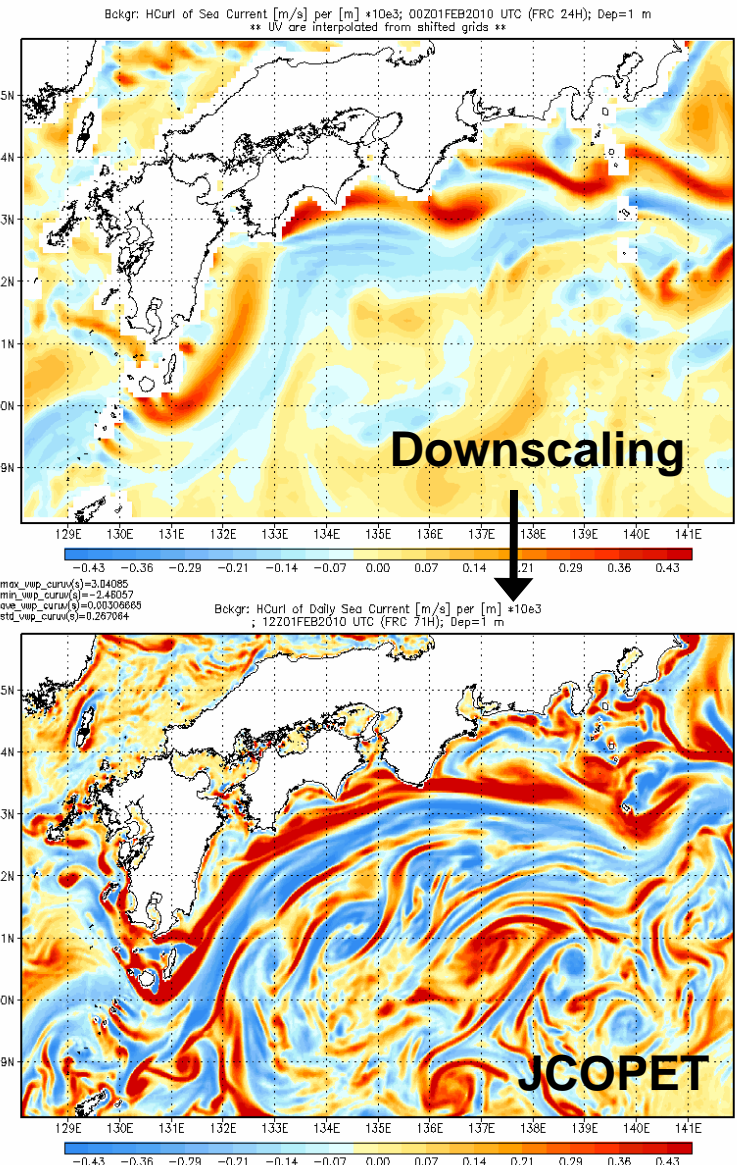 Bckgr: HCurl of Sea Current [m/s] per [m] *10e3; 00Z01FEB2010 UTC (FRC 24H); Dep=1 m
** UV are interpolated from shifted grids **
5N
4N
3N
2N
1N
0N
9N
Downscaling
129E 130E 131E 132E 133E 134E 135E 136E 137E 138E 139E 140E 141E
-0.43 -0.36 -0.29 -0.21 -0.14 -0.07 0.00 0.07 0.14 0.21 0.29 0.36 0.43
max_vwp_curuv(s)=3.04085
min_vwp_curuv(s)=-2.46057
ave_vwp_curuv(s)=0.00306665
std_vwp_curuv(s)=0.267064
Bckgr: HCurl of Daily Sea Current [m/s] per [m] *10e3
; 12Z01FEB2010 UTC (FRC 71H); Dep=1 m
5N
4N
3N
2N
1N
0N
9N
JCOPET
129E 130E 131E 132E 133E 134E 135E 136E 137E 138E 139E 140E 141E
-0.43 -0.36 -0.29 -0.21 -0.14 -0.07 0.00 0.07 0.14 0.21 0.29 0.36 0.43